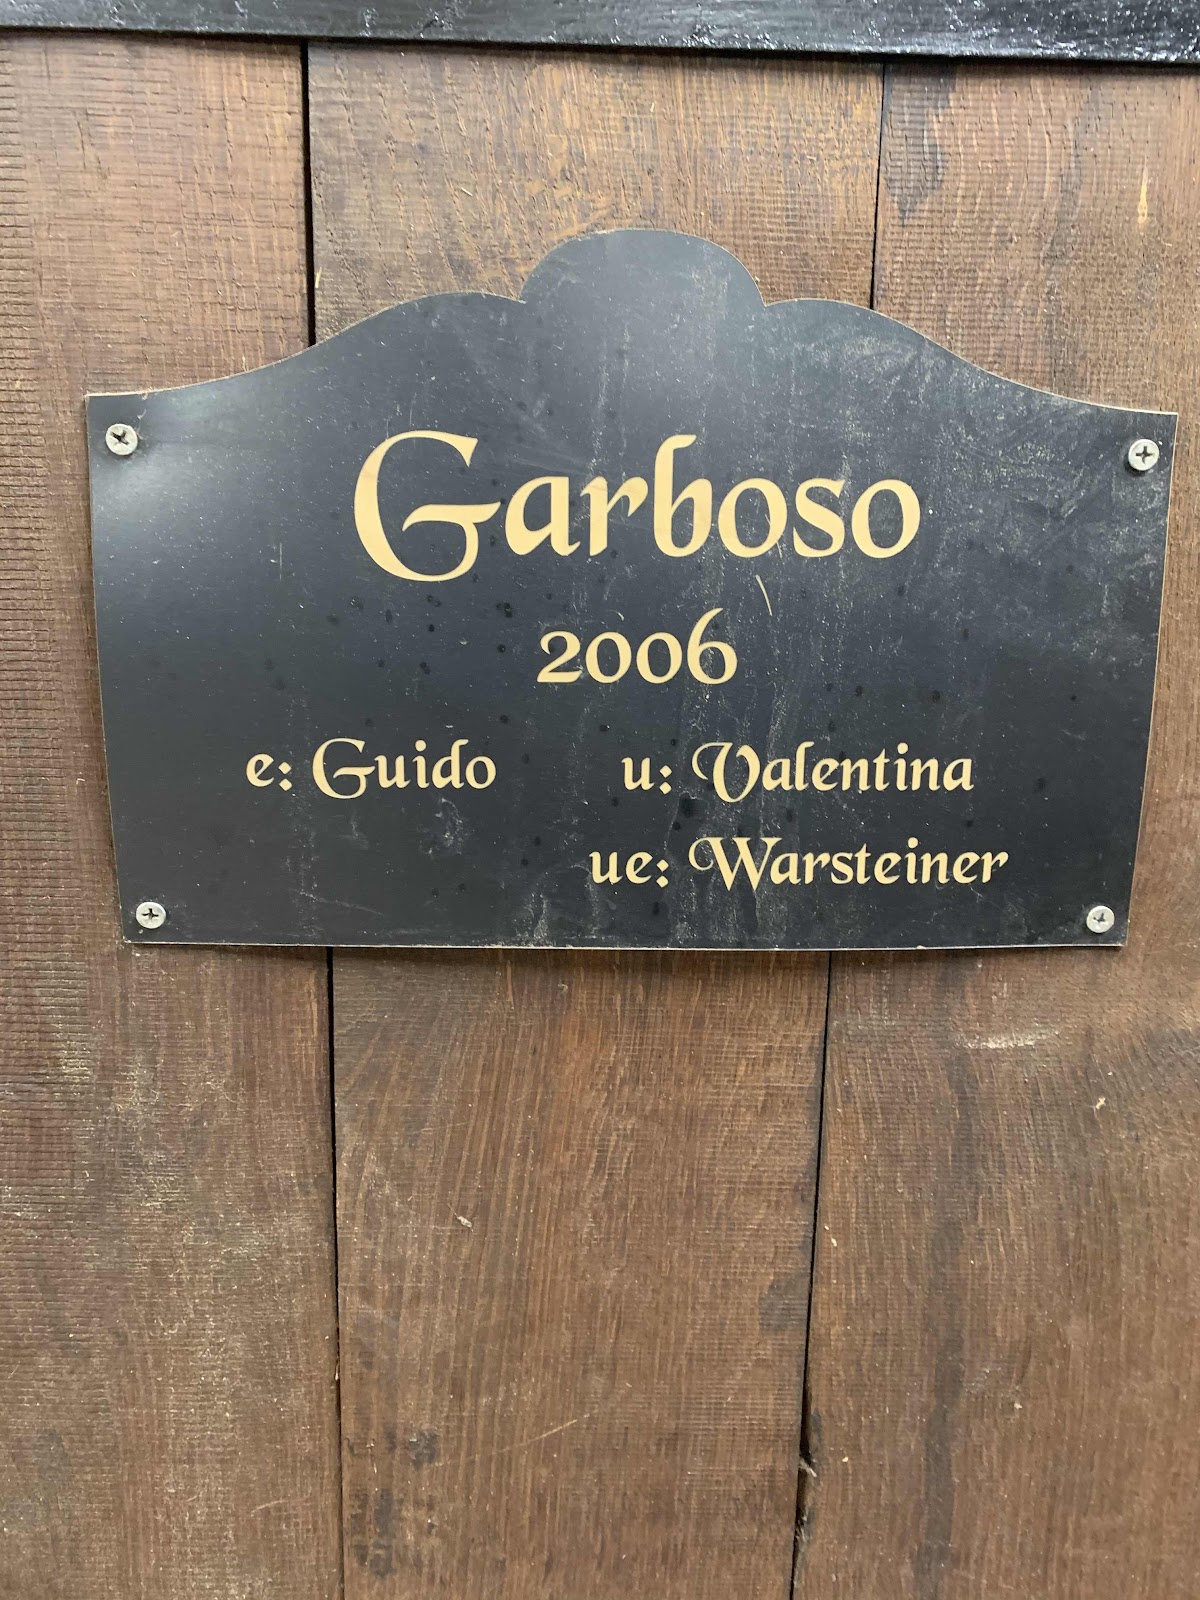 Garboso
2006
e: Guido u: Valentina
ue: Warsteiner